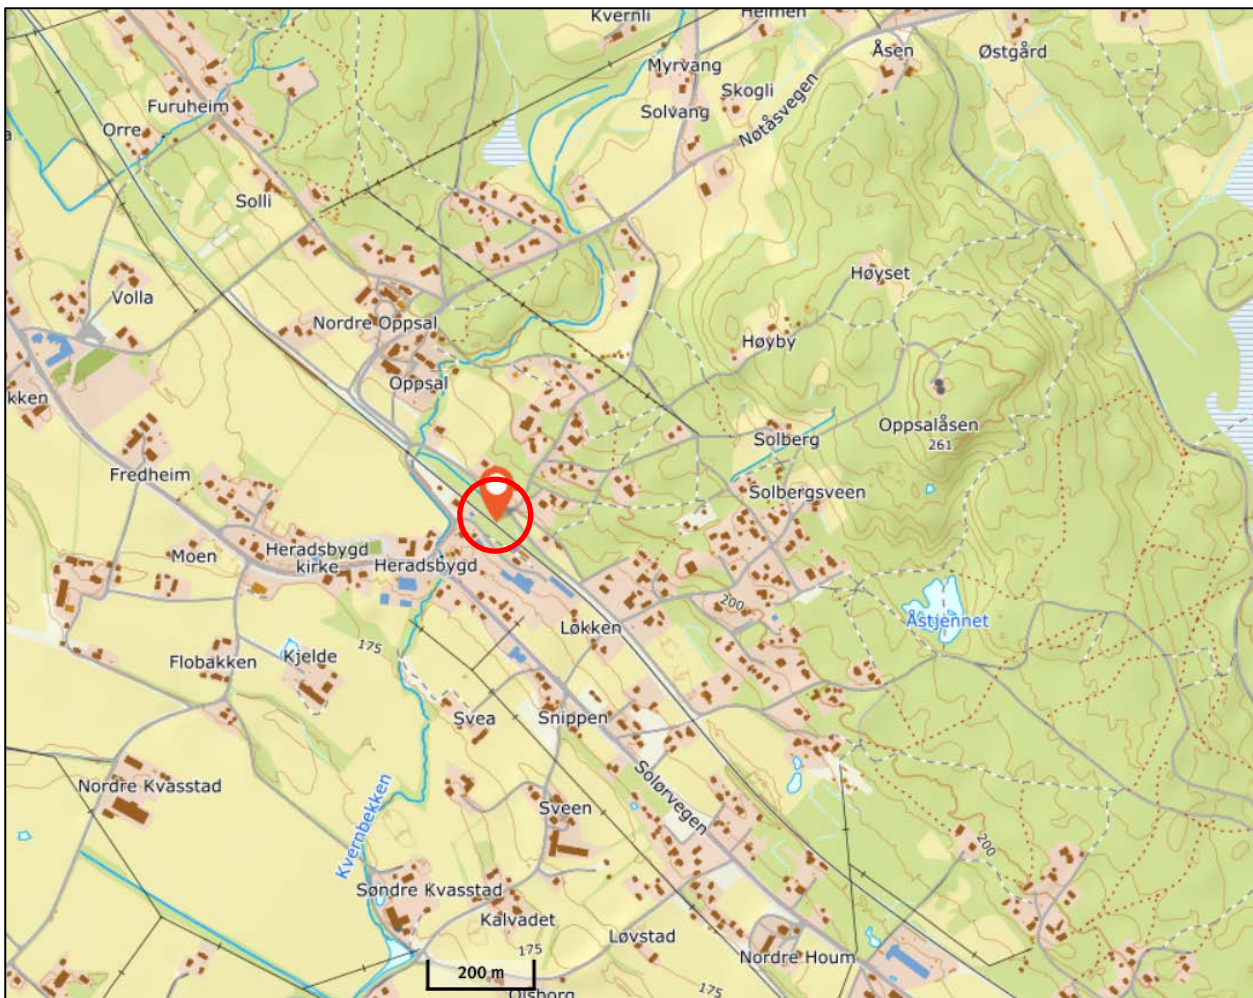 Kvernli
Heimen
Åsen
Østgård
Myrvang
Skogli
Solvang
Nøtåsvegen
Furuheim
Orre
Solli
Volla
Høyset
Nordre Oppsal
Høyby
Oppsal
kken
Solberg
Oppsalåsen
261
Fredheim
Solbergsveen
Moen
Heradsbygd
kirke
Heradsbygd
200
Løkken
Åstjennet
175
Flobakken
Kjelde
Svea
Snippen
Nordre Kvasstad
Solørvegen
Sveen
Kvernbekken
200
Søndre Kvasstad
Kalvadet
Løvstad
175
Nordre Houm
200 m
175
Olsborg